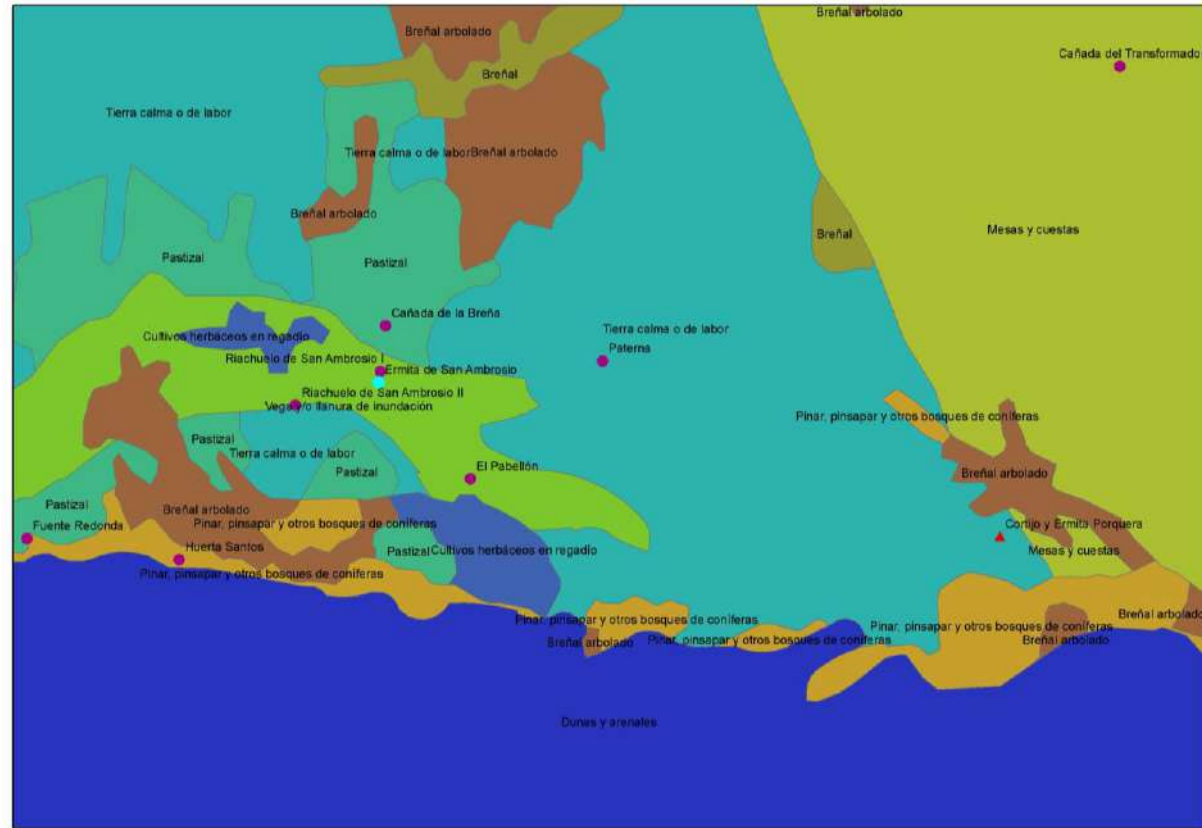 Breñal arbolado
Breñal arbolado
Cañada del Transformado
Breñal
Tierra calma o de labor
Tierra calma o de labor
Breñal arbolado
Breñal arbolado
Mesas y cuestas
Breñal
Pastizal
Pastizal
Cañada de la Breña
Tierra calma o de labor
Cultivos herbáceos en regadío
Paterna
Riachuelo de San Ambrosio I
Ermita de San Ambrosio
Riachuelo de San Ambrosio II
Vega y/o llanura de inundación
Pinar, pinsapar y otros bosques de coníferas
Pastizal
Tierra calma o de labor
Pastizal
El Pabellón
Breñal arbolado
Pastizal
Breñal arbolado
Fuente Redonda
Pinar, pinsapar y otros bosques de coníferas
Cortijo y Ermita Porquera
Huerta Santos
Pastizal
Cultivos herbáceos en regadío
Mesas y cuestas
Pinar, pinsapar y otros bosques de coníferas
Pinar, pinsapar y otros bosques de coníferas
Pinar, pinsapar y otros bosques de coníferas
Breñal arbolado
Breñal arbolado
Pinar, pinsapar y otros bosques de coníferas
Breñal arbolado
Dunas y arenales